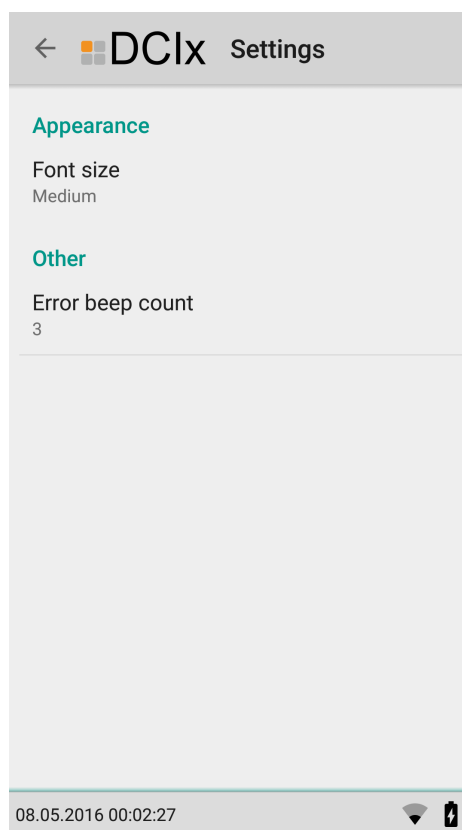 DCIx Settings
Appearance
Font size
Medium
Other
Error beep count
3
08.05.2016 00:02:27